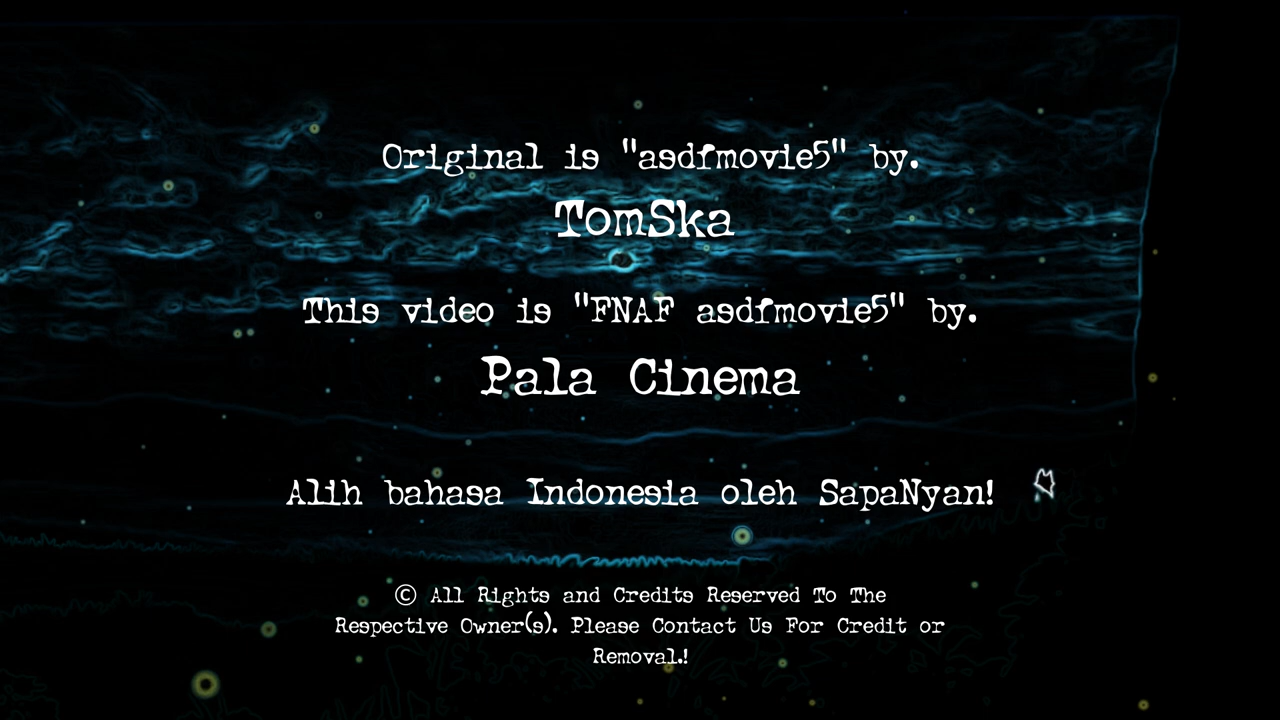 Original is "asdfmovie5" by.
TomSka
This video is "FNAF asdfmovie5" by.
Pala Cinema
Alih bahasa Indonesia oleh SapaNyan!
© All Rights and Credits Reserved To The
Respective Owner(s). Please Contact Us For Credit or
Removal.!